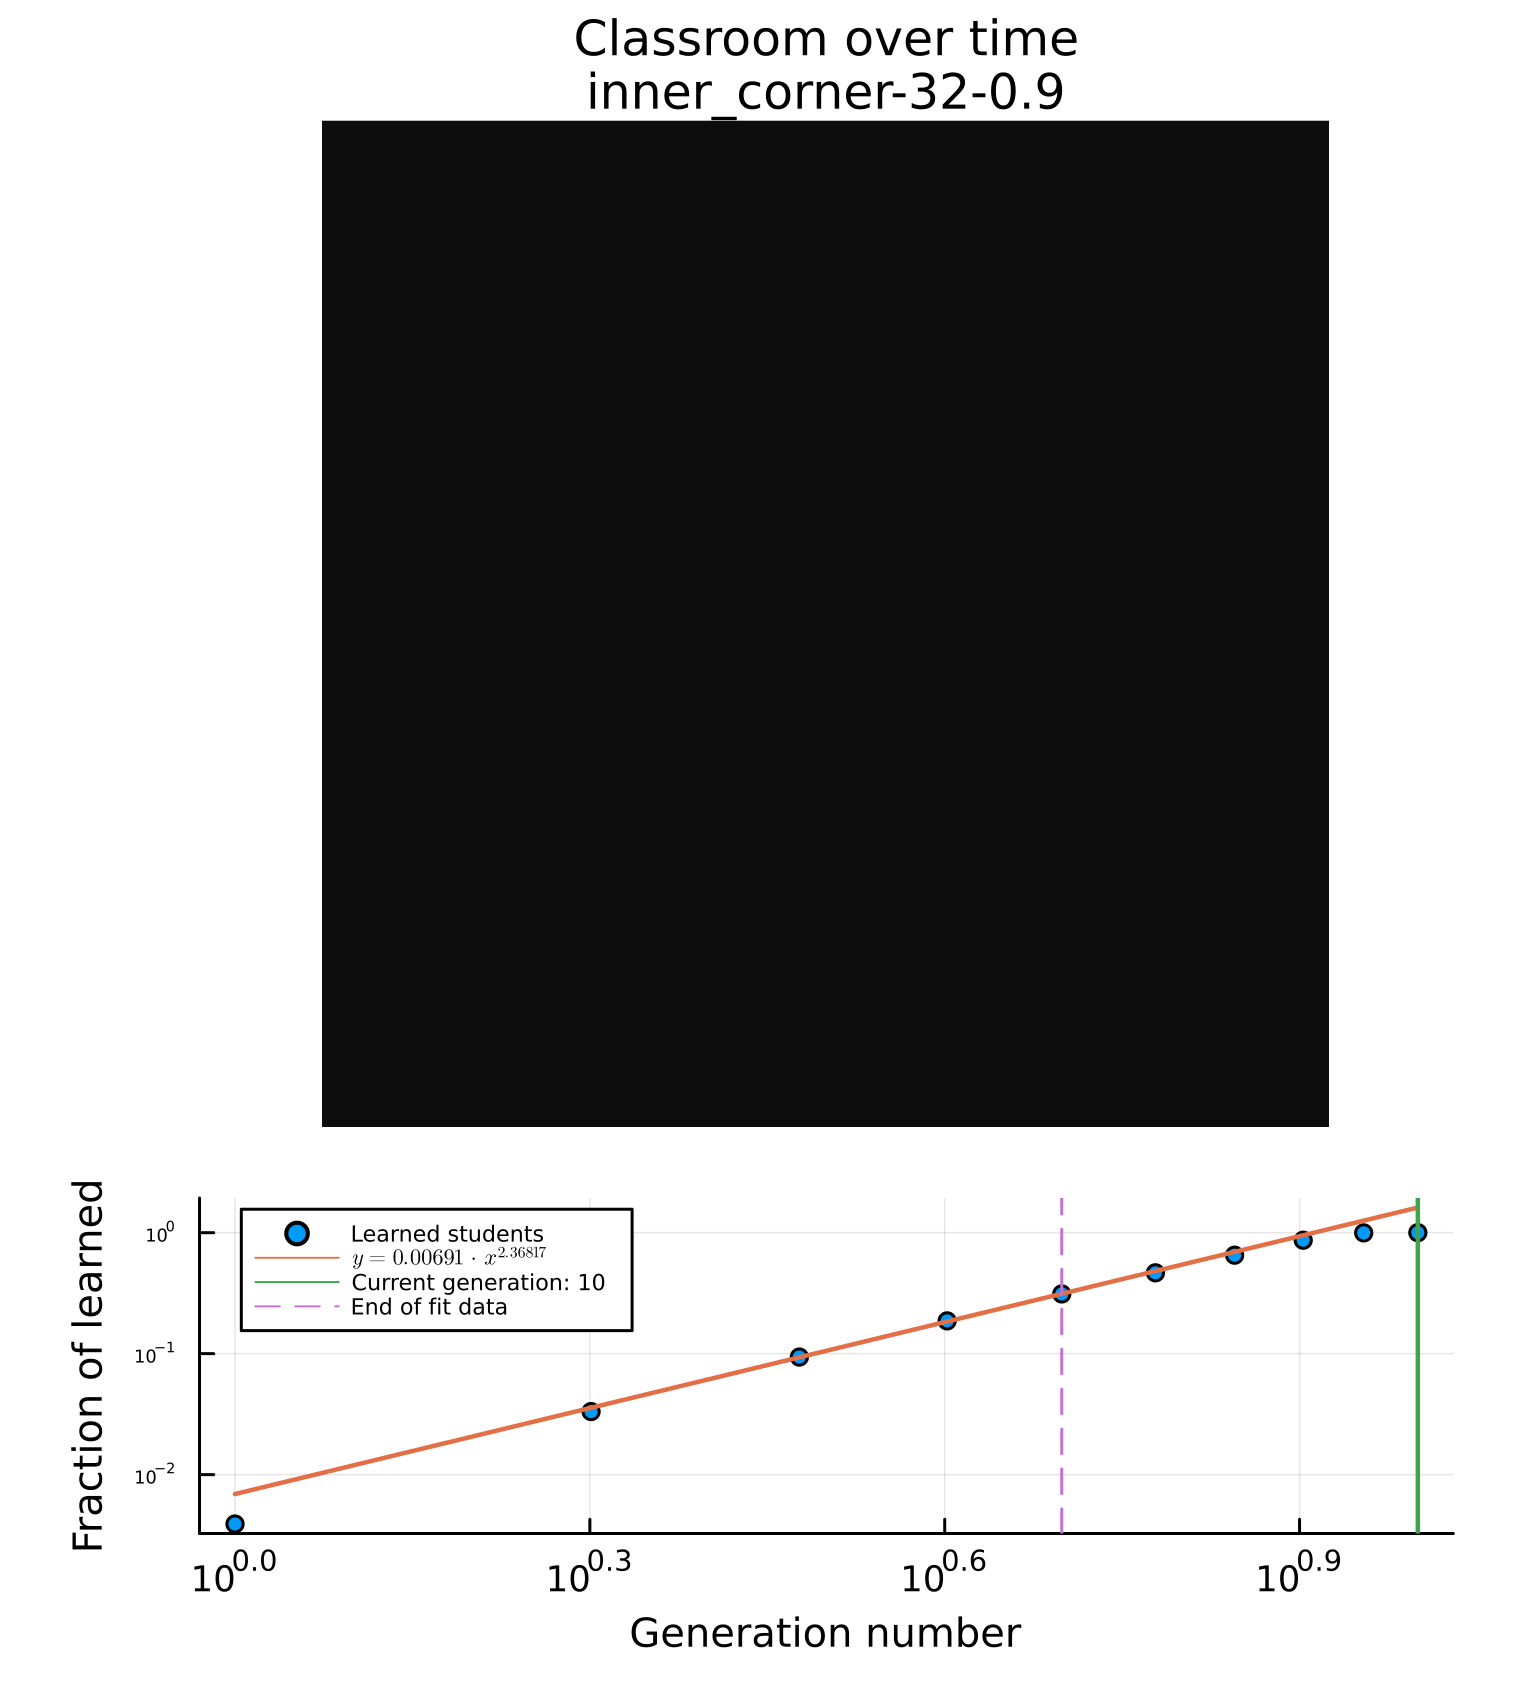 Classroom over time
inner_corner-32-0.9
Fraction of learned
10⁰
10⁻¹
10⁻²
Learned students
y = 0.00691 · x^2.36817
Current generation: 10
End of fit data
10^0.0
10^0.3
10^0.6
10^0.9
Generation number